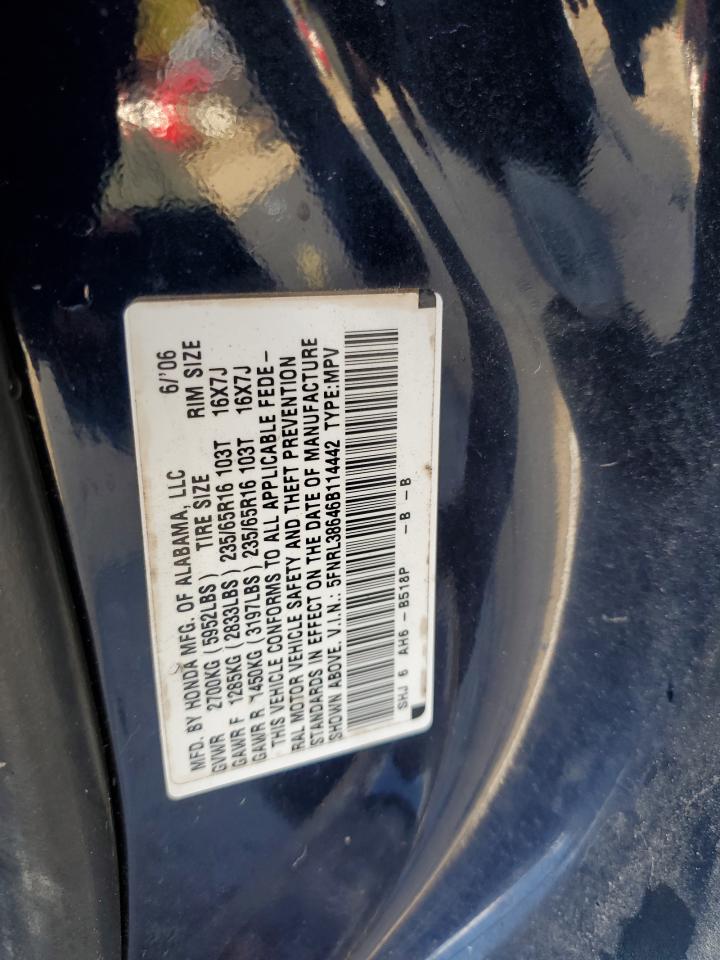 MFD. BY HONDA MFG. OF ALABAMA, LLC 6/'06
GVWR 2700KG (5952LBS) TIRE SIZE RIM SIZE
GAWR F 1285KG (2833LBS) 235/65R16 103T 16X7J
GAWR R 1450KG (3197LBS) 235/65R16 103T 16X7J
THIS VEHICLE CONFORMS TO ALL APPLICABLE FEDE-
RAL MOTOR VEHICLE SAFETY AND THEFT PREVENTION
STANDARDS IN EFFECT ON THE DATE OF MANUFACTURE
SHOWN ABOVE. V.I.N.: 5FNRL38646B114442 TYPE:MPV
SHJ 6 AH6 - B518P - B - B